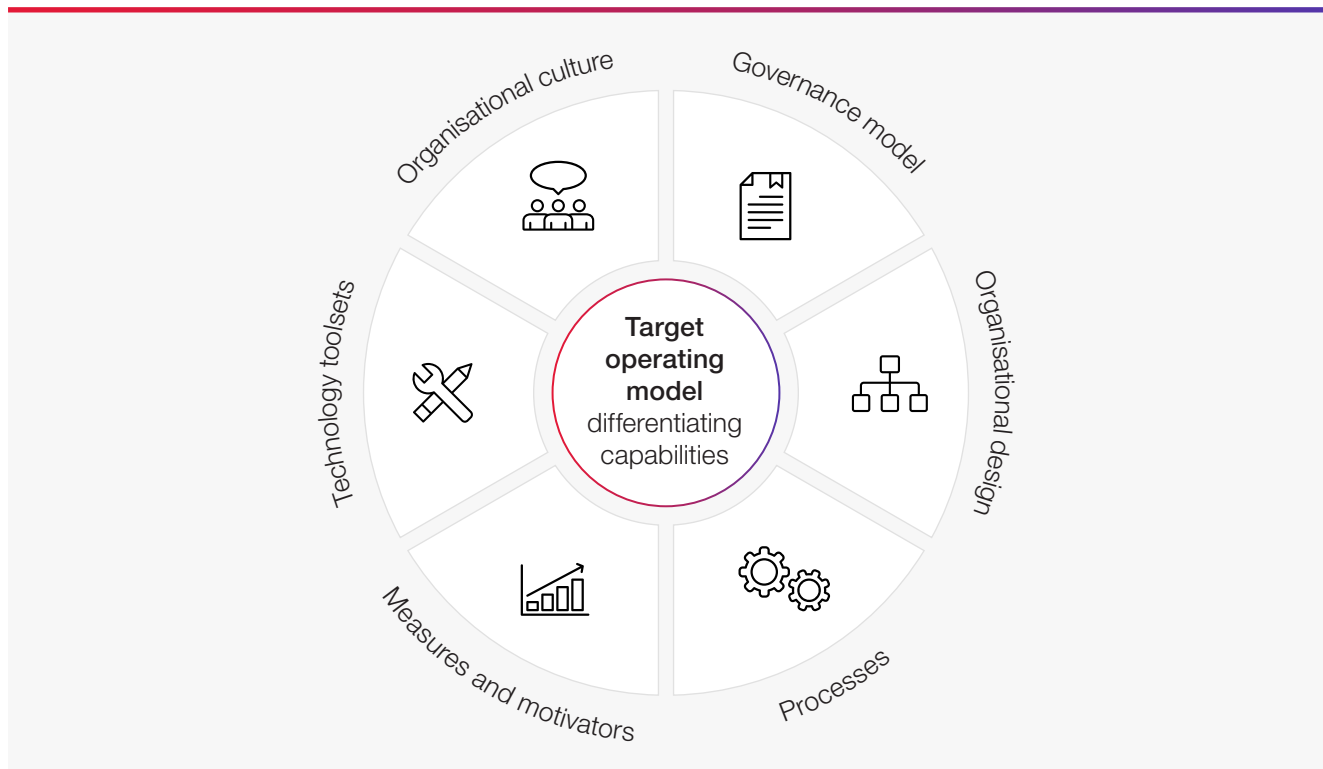 Organisational culture
Governance model
Technology toolsets
Target
operating
model
differentiating
capabilities
Organisational design
Measures and motivators
Processes